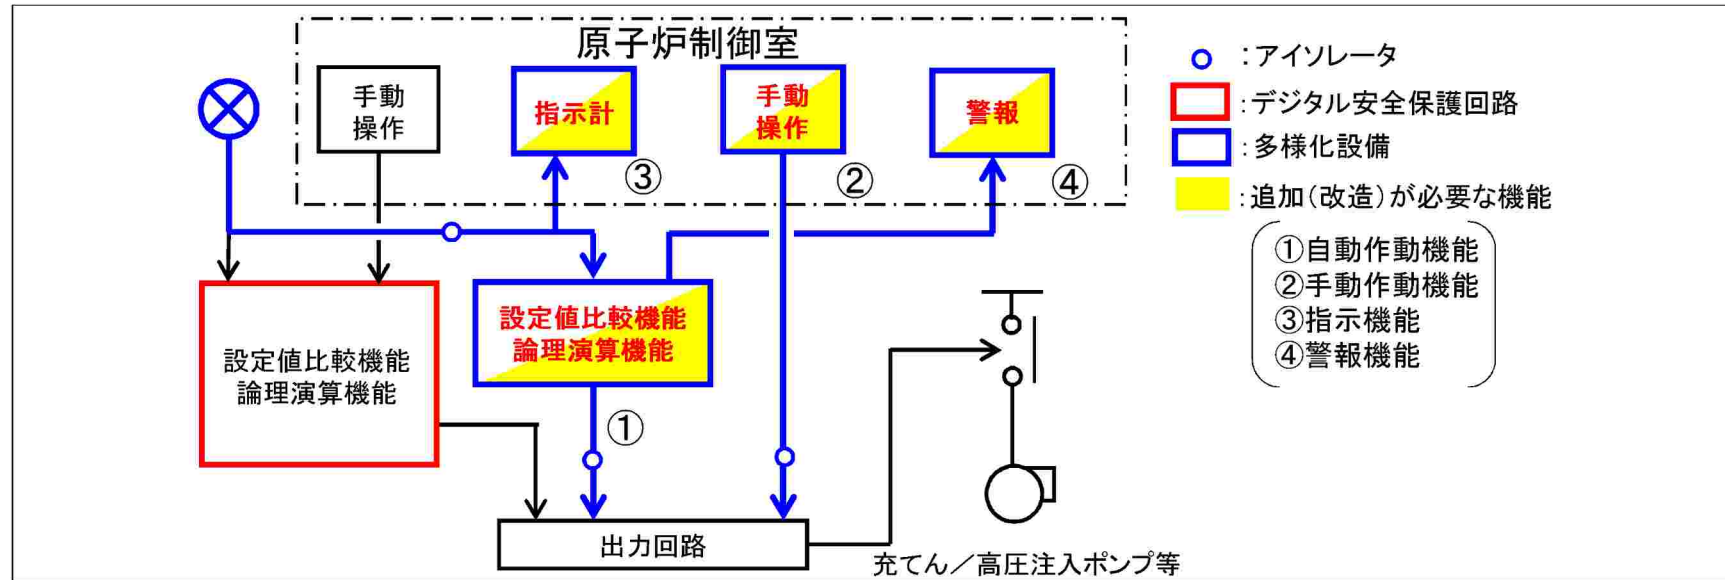 原子炉制御室
手動
操作
指示計
③
手動
操作
②
警報
④
設定値比較機能
論理演算機能
設定値比較機能
論理演算機能
①
出力回路
充てん／高圧注入ポンプ等
：アイソレータ
：デジタル安全保護回路
：多様化設備
：追加（改造）が必要な機能
①自動作動機能
②手動作動機能
③指示機能
④警報機能